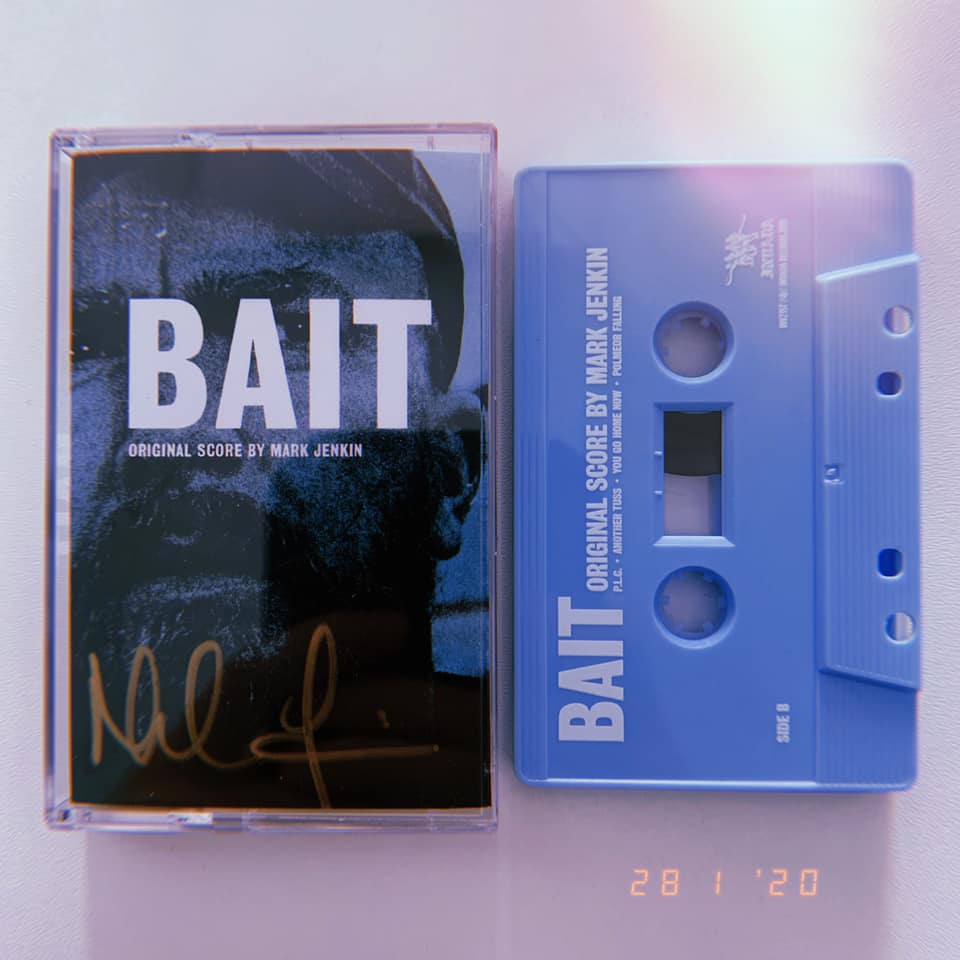 BAIT
ORIGINAL SCORE BY MARK JENKIN
BAIT
ORIGINAL SCORE BY MARK JENKIN
P.L.G. • ANOTHER TUSS • YOU GO HOME NOW • POLMEOR FALLING
SIDE B
INVADA
28 1 '20